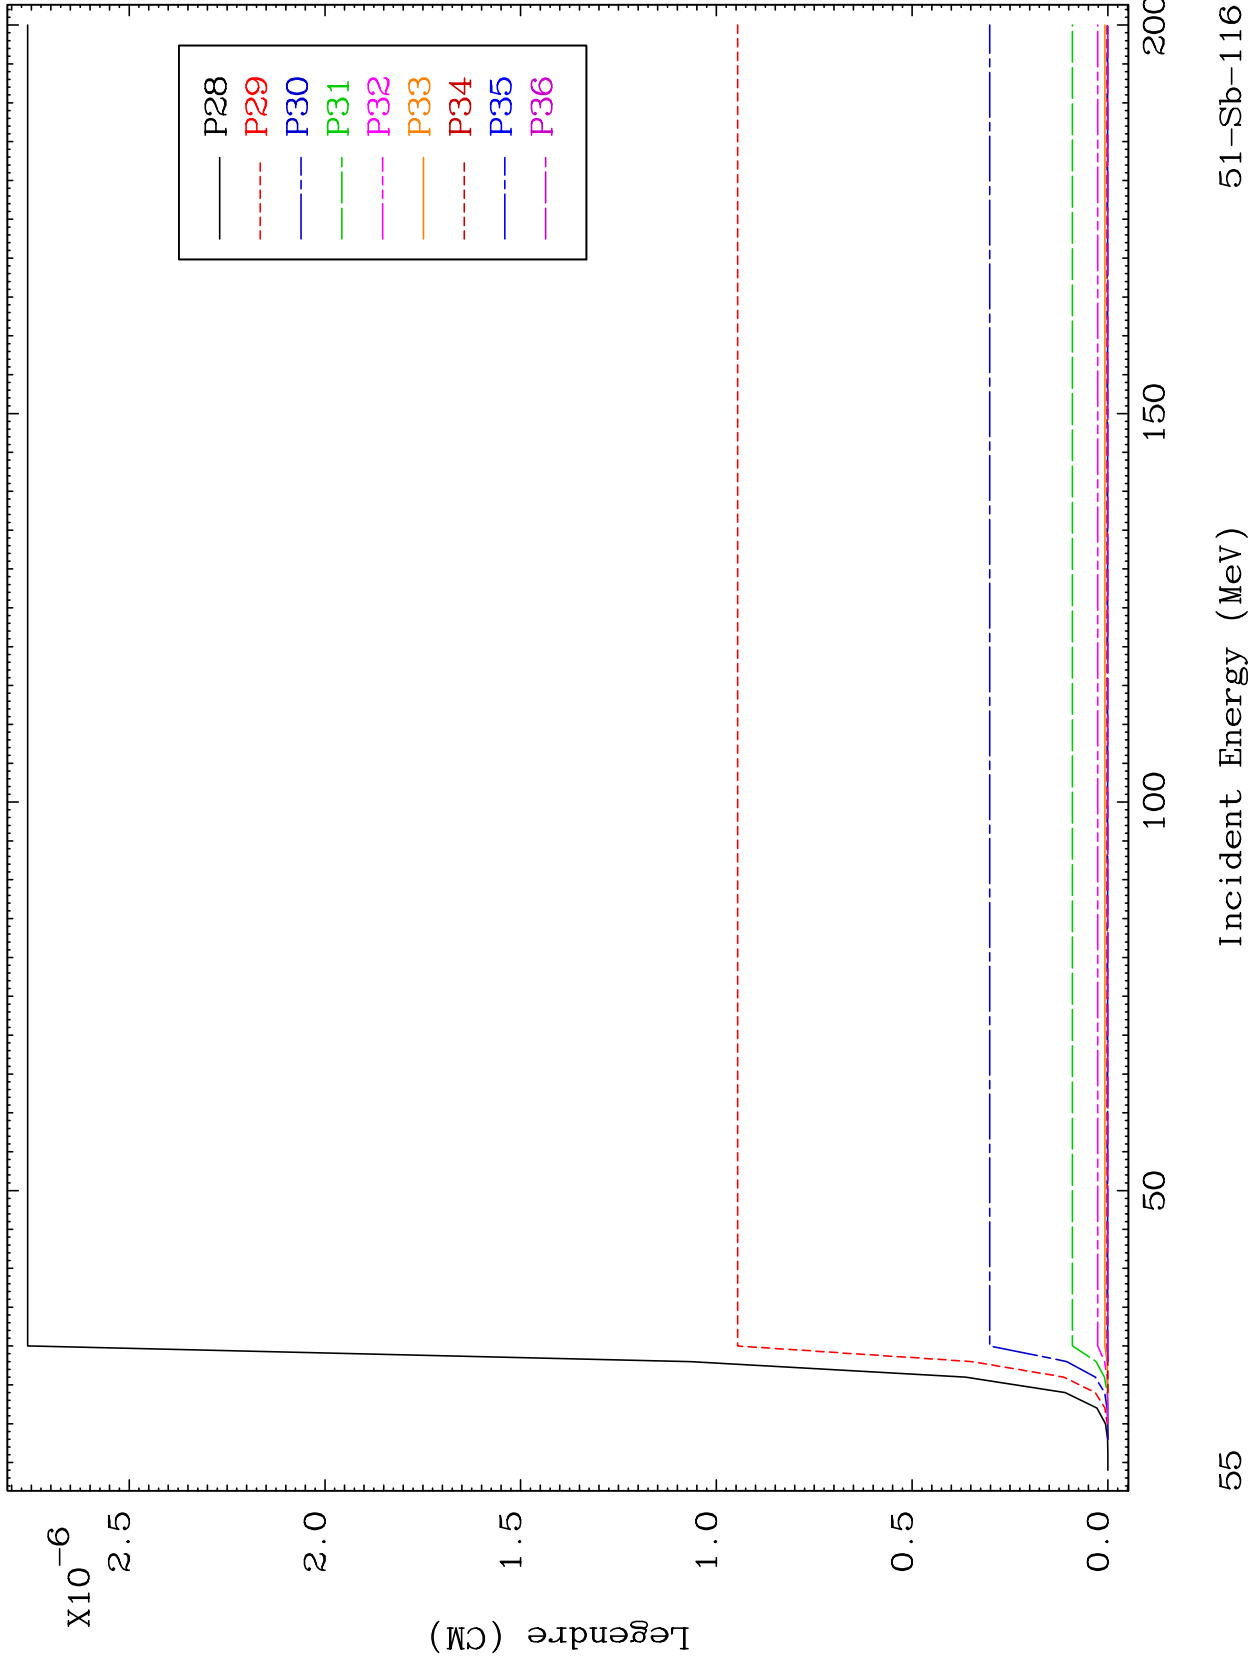 X10-6
2.5
2.0
1.5
1.0
0.5
0.0
Legendre (CM)
P28
P29
P30
P31
P32
P33
P34
P35
P36
50
100
150
200
55
Incident Energy (MeV)
51-Sb-116